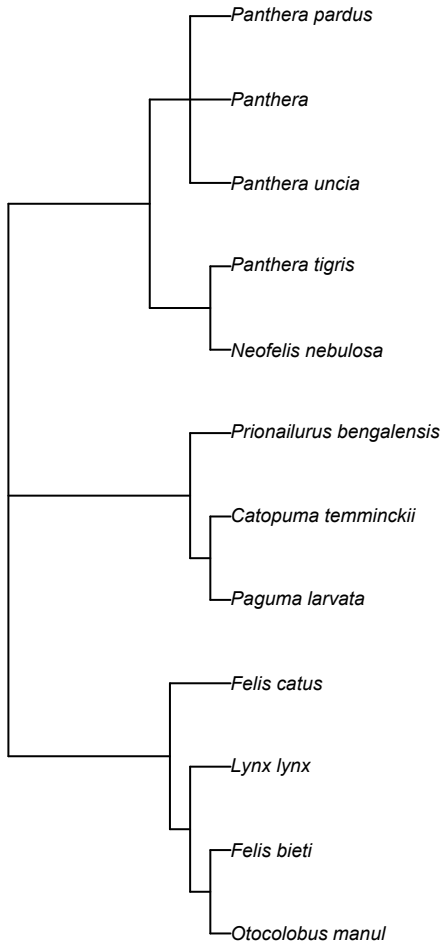 Panthera pardus
Panthera
Panthera uncia
Panthera tigris
Neofelis nebulosa
Prionailurus bengalensis
Catopuma temminckii
Paguma larvata
Felis catus
Lynx lynx
Felis bieti
Otocolobus manul